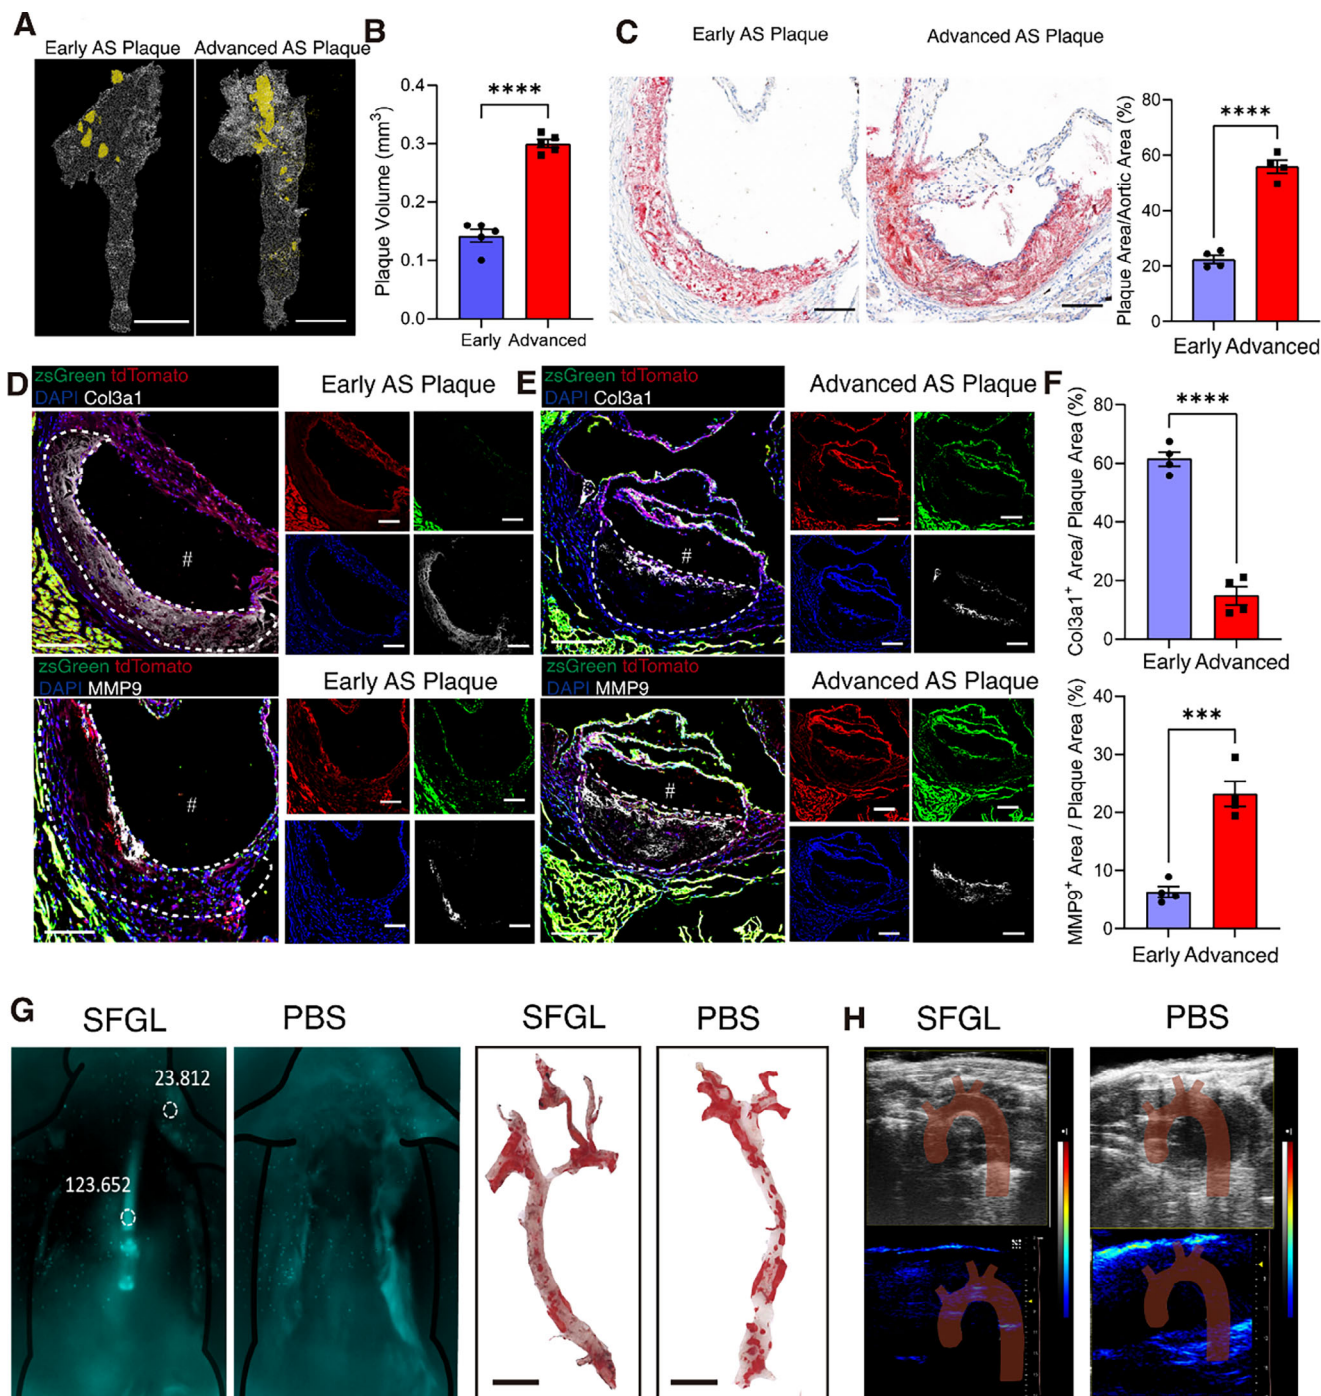 A
Early AS Plaque
Advanced AS Plaque
B
Plaque Volume (mm³)
0.4
0.3
0.2
0.1
0.0
****
Early Advanced
C
Early AS Plaque
Advanced AS Plaque
Plaque Area/Aortic Area (%)
80
60
40
20
0
****
Early Advanced
D
zsGreen tdTomato
DAPI Col3a1
Early AS Plaque
#
zsGreen tdTomato
DAPI MMP9
Early AS Plaque
#
E
zsGreen tdTomato
DAPI Col3a1
Advanced AS Plaque
#
zsGreen tdTomato
DAPI MMP9
Advanced AS Plaque
#
F
Col3a1⁺ Area/ Plaque Area (%)
80
60
40
20
0
****
Early Advanced
MMP9⁺ Area / Plaque Area (%)
40
30
20
10
0
***
Early Advanced
G
SFGL
PBS
23.812
123.652
SFGL
PBS
H
SFGL
PBS